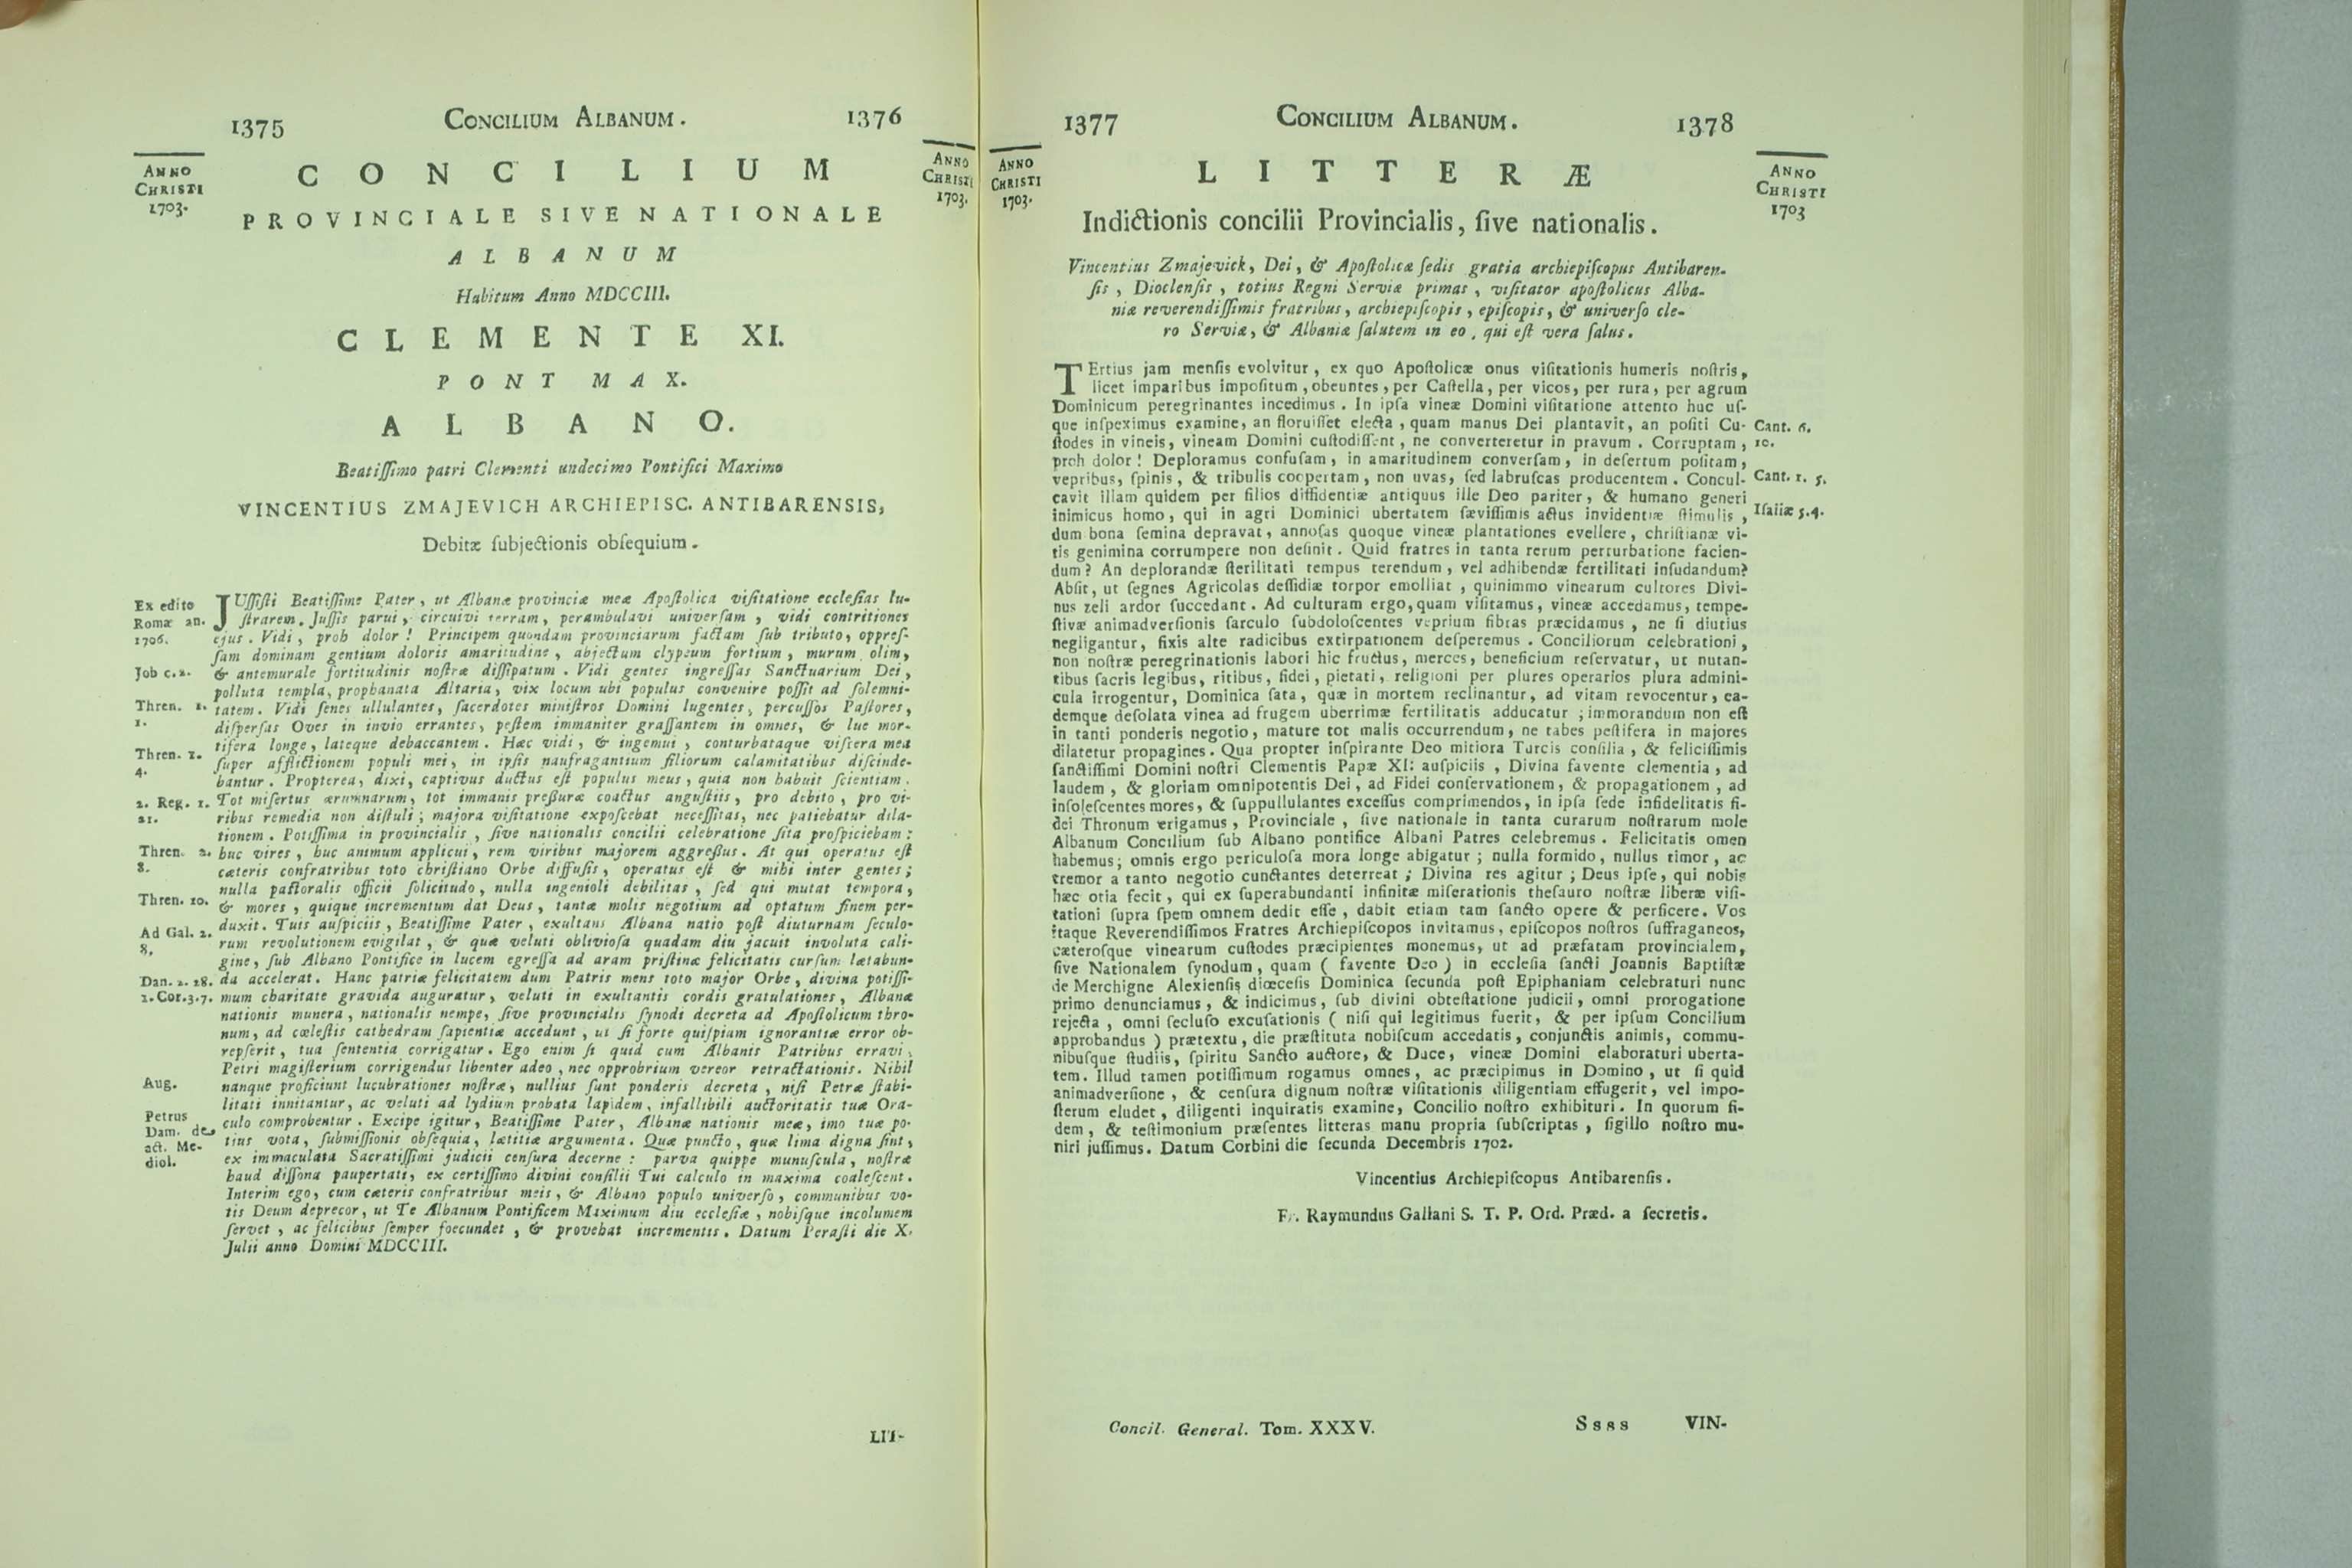 1375 CONCILIUM ALBANUM. 1376
ANNO
CHRISTI
1703.
ANNO
CHRISTI
1703.
CONCILIUM
PROVINCIALE SIVE NATIONALE
ALBANUM
Habitum Anno MDCCIII.
CLEMENTE XI.
PONT MAX.
ALBANO.
Beatiſſimo patri Clementi undecimo Pontifici Maximo
VINCENTIUS ZMAJEVICH ARCHIEPISC. ANTIBARENSIS,
Debitæ ſubjectionis obſequium.
Ex edito
Romæ an.
1706.
Job c.2.
Thren. 1.
1.
Thren. 1.
4.
2. Reg. 1.
21.
Thren. 2.
8.
Thren. 10.
Ad Gal. 2.
8.
Dan. 2. 28.
2.Cor.3.7.
Aug.
Petrus
Dam. de
act. Me-
diol.
JUſſiſti Beatiſſime Pater, ut Albanæ provinciæ meæ Apoſtolica viſitatione eccleſias lu-
ſtrarem. Juſſis parui, circuivi terram, perambulavi univerſam, vidi contritiones
ejus. Vidi, proh dolor! Principem quondam provinciarum factam ſub tributo, oppreſ-
ſam dominam gentium doloris amaritudine, abjectum clypeum fortium, murum olim,
& antemurale fortitudinis noſtræ diſſipatum. Vidi gentes ingreſſas Sanctuarium Dei,
polluta templa, prophanata Altaria, vix locum ubi populus convenire poſſit ad ſolemni-
tatem. Vidi ſenes ullulantes, ſacerdotes miniſtros Domini lugentes, percuſſos Paſtores,
diſperſas Oves in invio errantes, peſtem immaniter graſſantem in omnes, & lue mor-
tifera longe, lateque debaccantem. Hæc vidi, & ingemui, conturbataque viſcera mea
ſuper afflictionem populi mei, in ipſis naufragantium filiorum calamitatibus diſcinde-
bantur. Propterea, dixi, captivus ductus eſt populus meus, quia non habuit ſcientiam.
Tot miſertus ærumnarum, tot immanis preßuræ coactus anguſtiis, pro debito, pro vi-
ribus remedia non diſtuli; majora viſitatione expoſcebat neceſſitas, nec patiebatur dila-
tionem. Potiſſima in provincialis, ſive nationalis concilii celebratione ſita proſpiciebam:
huc vires, huc animum applicui, rem viribus majorem aggreßus. At qui operatus eſt
cæteris confratribus toto chriſtiano Orbe diffuſis, operatus eſt & mihi inter gentes;
nulla paſtoralis officii ſolicitudo, nulla ingenioli debilitas, ſed qui mutat tempora,
& mores, quique incrementum dat Deus, tantæ molis negotium ad optatum finem per-
duxit. Tuis auſpiciis, Beatiſſime Pater, exultans Albana natio poſt diuturnam ſeculo-
rum revolutionem evigilat, & quæ veluti oblivioſa quadam diu jacuit involuta cali-
gine, ſub Albano Pontifice in lucem egreſſa ad aram priſtinæ felicitatis curſum lætabun-
da accelerat. Hanc patriæ felicitatem dum Patris mens toto major Orbe, divina potiſſi-
mum charitate gravida auguratur, veluti in exultantis cordis gratulationes, Albanæ
nationis munera, nationalis nempe, ſive provincialis ſynodi decreta ad Apoſtolicum thro-
num, ad cœleſtis cathedram ſapientiæ accedunt, ut ſi forte quiſpiam ignorantiæ error ob-
repſerit, tua ſententia corrigatur. Ego enim ſi quid cum Albanis Patribus erravi,
Petri magiſterium corrigendus libenter adeo, nec opprobrium vereor retractationis. Nihil
nanque proficiunt lucubrationes noſtræ, nullius ſunt ponderis decreta, niſi Petræ ſtabi-
litati innitantur, ac veluti ad lydium probata lapidem, infallibili auctoritatis tuæ Ora-
culo comprobentur. Excipe igitur, Beatiſſime Pater, Albanæ nationis meæ, imo tuæ po-
tius vota, ſubmiſſionis obſequia, lætitiæ argumenta. Quæ puncto, quæ lima digna ſint,
ex immaculata Sacratiſſimi judicii cenſura decerne: parva quippe munuſcula, noſtræ
haud diſſona paupertati, ex certiſſimo divini conſilii Tui calculo in maxima coaleſcent.
Interim ego, cum cæteris confratribus meis, & Albano populo univerſo, communibus vo-
tis Deum deprecor, ut Te Albanum Pontificem Maximum diu eccleſiæ, nobiſque incolumem
ſervet, ac felicibus ſemper foecundet, & provehat incrementis. Datum Peraſti die X.
Julii anno Domini MDCCIII.
LIT-
1377 CONCILIUM ALBANUM. 1378
ANNO
CHRISTI
1703.
ANNO
CHRISTI
1703
LITTERÆ
Indictionis concilii Provincialis, ſive nationalis.
Vincentius Zmajevick, Dei, & Apoſtolicæ ſedis gratia archiepiſcopus Antibaren-
ſis, Dioclenſis, totius Regni Serviæ primas, viſitator apoſtolicus Alba-
niæ reverendiſſimis fratribus, archiepiſcopis, epiſcopis, & univerſo cle-
ro Serviæ, & Albaniæ ſalutem in eo, qui eſt vera ſalus.
TErtius jam menſis evolvitur, ex quo Apoſtolicæ onus viſitationis humeris noſtris,
licet imparibus impoſitum, obeuntes, per Caſtella, per vicos, per rura, per agrum
Dominicum peregrinantes incedimus. In ipſa vineæ Domini viſitatione attento huc uſ-
que inſpeximus examine, an floruiſſet electa, quam manus Dei plantavit, an poſiti Cu-
ſtodes in vineis, vineam Domini cuſtodiſſent, ne converteretur in pravum. Corruptam,
proh dolor! Deploramus confuſam, in amaritudinem converſam, in deſertum poſitam,
vepribus, ſpinis, & tribulis coopertam, non uvas, ſed labruſcas producentem. Concul-
cavit illam quidem per filios diffidentiæ antiquus ille Deo pariter, & humano generi
inimicus homo, qui in agri Dominici ubertatem ſæviſſimis actus invidentiæ ſtimulis,
dum bona ſemina depravat, annoſas quoque vineæ plantationes evellere, chriſtianæ vi-
tis genimina corrumpere non deſinit. Quid fratres in tanta rerum perturbatione facien-
dum? An deplorandæ ſterilitati tempus terendum, vel adhibendæ fertilitati inſudandum?
Abſit, ut ſegnes Agricolas deſſidiæ torpor emolliat, quinimmo vinearum cultores Divi-
nus zeli ardor ſuccedant. Ad culturam ergo, quam viſitamus, vineæ accedamus, tempe-
ſtivæ animadverſionis ſarculo ſubdoloſcentes veprium fibras præcidamus, ne ſi diutius
negligantur, fixis alte radicibus extirpationem deſperemus. Conciliorum celebrationi,
non noſtræ peregrinationis labori hic fructus, merces, beneficium reſervatur, ut nutan-
tibus ſacris legibus, ritibus, fidei, pietati, religioni per plures operarios plura admini-
cula irrogentur, Dominica ſata, quæ in mortem reclinantur, ad vitam revocentur, ea-
demque deſolata vinea ad frugem uberrimæ fertilitatis adducatur; immorandum non eſt
in tanti ponderis negotio, mature tot malis occurrendum, ne tabes peſtifera in majores
dilatetur propagines. Qua propter inſpirante Deo mitiora Turcis conſilia, & feliciſſimis
ſanctiſſimi Domini noſtri Clementis Papæ XI: auſpiciis, Divina favente clementia, ad
laudem, & gloriam omnipotentis Dei, ad Fidei conſervationem, & propagationem, ad
inſoleſcentes mores, & ſuppullulantes exceſſus comprimendos, in ipſa ſede infidelitatis fi-
dei Thronum erigamus, Provinciale, ſive nationale in tanta curarum noſtrarum mole
Albanum Concilium ſub Albano pontifice Albani Patres celebremus. Felicitatis omen
habemus; omnis ergo periculoſa mora longe abigatur; nulla formido, nullus timor, ac
tremor a tanto negotio cunctantes deterreat; Divina res agitur; Deus ipſe, qui nobis
hæc otia fecit, qui ex ſuperabundanti infinitæ miſerationis theſauro noſtræ liberæ viſi-
tationi ſupra ſpem omnem dedit eſſe, dabit etiam tam ſancto opere & perficere. Vos
itaque Reverendiſſimos Fratres Archiepiſcopos invitamus, epiſcopos noſtros ſuffraganeos,
cæteroſque vinearum cuſtodes præcipientes monemus, ut ad præfatam provincialem,
ſive Nationalem ſynodum, quam ( favente Deo ) in eccleſia ſancti Joannis Baptiſtæ
de Merchigne Alexienſis diœceſis Dominica ſecunda poſt Epiphaniam celebraturi nunc
primo denunciamus, & indicimus, ſub divini obteſtatione judicii, omni prorogatione
rejecta, omni ſecluſo excuſationis ( niſi qui legitimus fuerit, & per ipſum Concilium
approbandus ) prætextu, die præſtituta nobiſcum accedatis, conjunctis animis, commu-
nibuſque ſtudiis, ſpiritu Sancto auctore, & Duce, vineæ Domini elaboraturi uberta-
tem. Illud tamen potiſſimum rogamus omnes, ac præcipimus in Domino, ut ſi quid
animadverſione, & cenſura dignum noſtræ viſitationis diligentiam effugerit, vel impo-
ſterum eludet, diligenti inquiratis examine, Concilio noſtro exhibituri. In quorum fi-
dem, & teſtimonium præſentes litteras manu propria ſubſcriptas, ſigillo noſtro mu-
niri juſſimus. Datum Corbini die ſecunda Decembris 1702.
Cant. 6.
10.
Cant. 1. 5.
Iſaiæ 5.4.
Vincentius Archiepiſcopus Antibarenſis.
Fr. Raymundus Gallani S. T. P. Ord. Præd. a ſecretis.
Concil. General. Tom. XXXV. Ssss VIN-